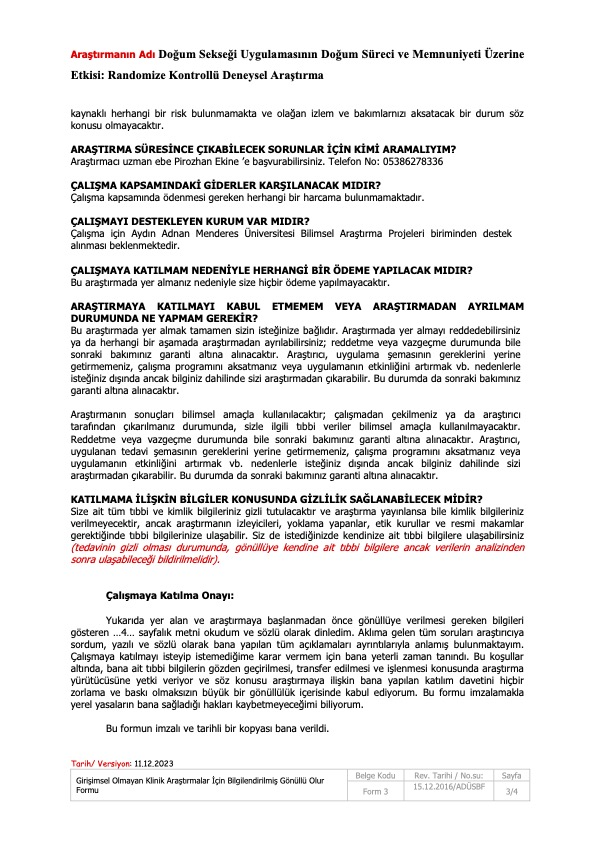 Araştırmanın Adı Doğum Sekseği Uygulamasının Doğum Süreci ve Memnuniyeti Üzerine
Etkisi: Randomize Kontrollü Deneysel Araştırma
kaynaklı herhangi bir risk bulunmamakta ve olağan izlem ve bakımlarnızı aksatacak bir durum söz
konusu olmayacaktır.
ARAŞTIRMA SÜRESİNCE ÇIKABİLECEK SORUNLAR İÇİN KİMİ ARAMALIYIM?
Araştırmacı uzman ebe Pirozhan Ekine 'e başvurabilirsiniz. Telefon No: 05386278336
ÇALIŞMA KAPSAMINDAKİ GİDERLER KARŞILANACAK MIDIR?
Çalışma kapsamında ödenmesi gereken herhangi bir harcama bulunmamaktadır.
ÇALIŞMAYI DESTEKLEYEN KURUM VAR MIDIR?
Çalışma için Aydın Adnan Menderes Üniversitesi Bilimsel Araştırma Projeleri biriminden destek
alınması beklenmektedir.
ÇALIŞMAYA KATILMAM NEDENİYLE HERHANGİ BİR ÖDEME YAPILACAK MIDIR?
Bu araştırmada yer almanız nedeniyle size hiçbir ödeme yapılmayacaktır.
ARAŞTIRMAYA KATILMAYI KABUL ETMEMEM VEYA ARAŞTIRMADAN AYRILMAM
DURUMUNDA NE YAPMAM GEREKİR?
Bu araştırmada yer almak tamamen sizin isteğinize bağlıdır. Araştırmada yer almayı reddedebilirsiniz
ya da herhangi bir aşamada araştırmadan ayrılabilirsiniz; reddetme veya vazgeçme durumunda bile
sonraki bakımınız garanti altına alınacaktır. Araştırıcı, uygulama şemasının gereklerini yerine
getirmemeniz, çalışma programını aksatmanız veya uygulamanın etkinliğini artırmak vb. nedenlerle
isteğiniz dışında ancak bilginiz dahilinde sizi araştırmadan çıkarabilir. Bu durumda da sonraki bakımınız
garanti altına alınacaktır.
Araştırmanın sonuçları bilimsel amaçla kullanılacaktır; çalışmadan çekilmeniz ya da araştırıcı
tarafından çıkarılmanız durumunda, sizle ilgili tıbbi veriler bilimsel amaçla kullanılmayacaktır.
Reddetme veya vazgeçme durumunda bile sonraki bakımınız garanti altına alınacaktır. Araştırıcı,
uygulanan tedavi şemasının gereklerini yerine getirmemeniz, çalışma programını aksatmanız veya
uygulamanın etkinliğini artırmak vb. nedenlerle isteğiniz dışında ancak bilginiz dahilinde sizi
araştırmadan çıkarabilir. Bu durumda da sonraki bakımınız garanti altına alınacaktır.
KATILMAMA İLİŞKİN BİLGİLER KONUSUNDA GİZLİLİK SAĞLANABİLECEK MİDİR?
Size ait tüm tıbbi ve kimlik bilgileriniz gizli tutulacaktır ve araştırma yayınlansa bile kimlik bilgileriniz
verilmeyecektir, ancak araştırmanın izleyicileri, yoklama yapanlar, etik kurullar ve resmi makamlar
gerektiğinde tıbbi bilgilerinize ulaşabilir. Siz de istediğinizde kendinize ait tıbbi bilgilere ulaşabilirsiniz
(tedavinin gizli olması durumunda, gönüllüye kendine ait tıbbi bilgilere ancak verilerin analizinden
sonra ulaşabileceği bildirilmelidir).
Çalışmaya Katılma Onayı:
Yukarıda yer alan ve araştırmaya başlanmadan önce gönüllüye verilmesi gereken bilgileri
gösteren …4… sayfalık metni okudum ve sözlü olarak dinledim. Aklıma gelen tüm soruları araştırıcıya
sordum, yazılı ve sözlü olarak bana yapılan tüm açıklamaları ayrıntılarıyla anlamış bulunmaktayım.
Çalışmaya katılmayı isteyip istemediğime karar vermem için bana yeterli zaman tanındı. Bu koşullar
altında, bana ait tıbbi bilgilerin gözden geçirilmesi, transfer edilmesi ve işlenmesi konusunda araştırma
yürütücüsüne yetki veriyor ve söz konusu araştırmaya ilişkin bana yapılan katılım davetini hiçbir
zorlama ve baskı olmaksızın büyük bir gönüllülük içerisinde kabul ediyorum. Bu formu imzalamakla
yerel yasaların bana sağladığı hakları kaybetmeyeceğimi biliyorum.
Bu formun imzalı ve tarihli bir kopyası bana verildi.
Tarih/ Versiyon: 11.12.2023
Girişimsel Olmayan Klinik Araştırmalar İçin Bilgilendirilmiş Gönüllü Olur
Formu
Belge Kodu
Form 3
Rev. Tarihi / No.su:
15.12.2016/ADÜSBF
Sayfa
3/4